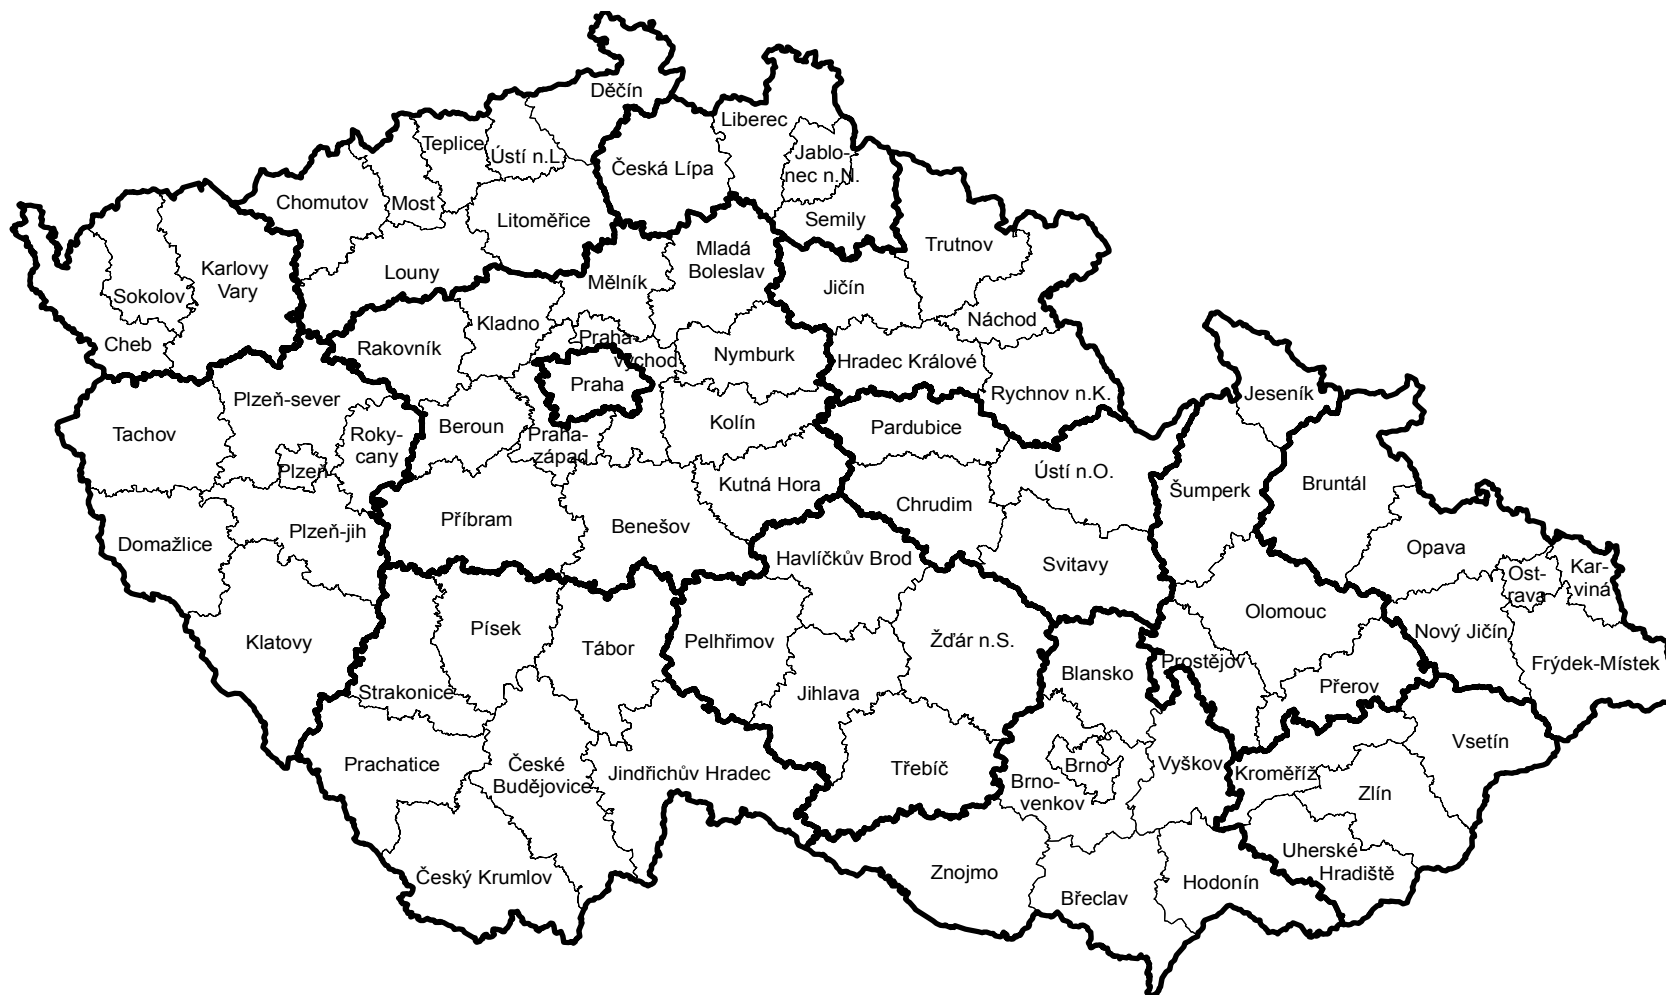 Děčín
Liberec
Teplice
Ústí n.L.
Jablo-
nec n.N.
Česká Lípa
Chomutov
Most
Litoměřice
Semily
Trutnov
Karlovy
Vary
Louny
Mladá
Boleslav
Mělník
Jičín
Sokolov
Cheb
Kladno
Náchod
Rakovník
Praha-
východ
Nymburk
Hradec Králové
Praha
Rychnov n.K.
Jeseník
Plzeň-sever
Tachov
Roky-
cany
Beroun
Praha-
západ
Kolín
Pardubice
Plzeň
Kutná Hora
Ústí n.O.
Šumperk
Bruntál
Chrudim
Příbram
Benešov
Domažlice
Plzeň-jih
Havlíčkův Brod
Svitavy
Opava
Ost-
rava
Kar-
viná
Klatovy
Písek
Tábor
Pelhřimov
Žďár n.S.
Olomouc
Nový Jičín
Frýdek-Místek
Strakonice
Jihlava
Blansko
Prostějov
Přerov
Prachatice
České
Budějovice
Jindřichův Hradec
Třebíč
Brno
Brno-
venkov
Vyškov
Kroměříž
Vsetín
Zlín
Český Krumlov
Znojmo
Břeclav
Hodonín
Uherské
Hradiště